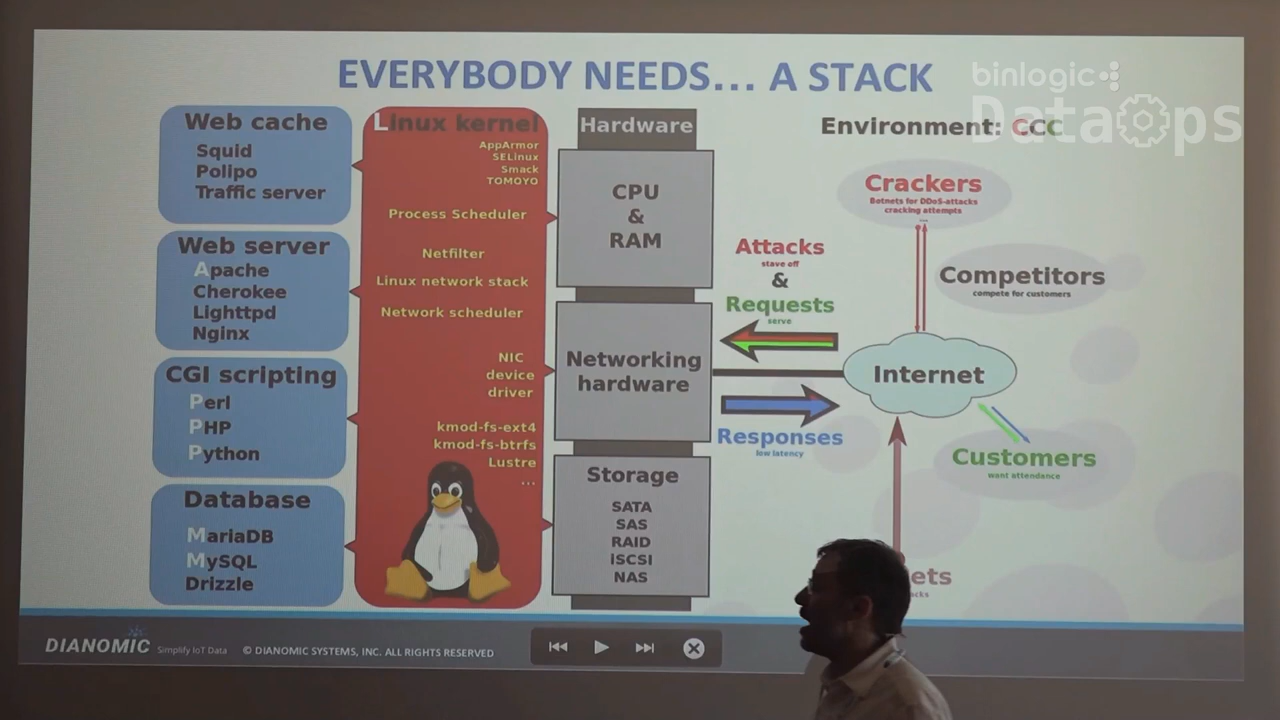 EVERYBODY NEEDS... A STACK
binlogic
DataOps
Web cache
Squid
Polipo
Traffic server
Web server
Apache
Cherokee
Lighttpd
Nginx
CGI scripting
Perl
PHP
Python
Database
MariaDB
MySQL
Drizzle
Linux kernel
AppArmor
SELinux
Smack
TOMOYO
Process Scheduler
Netfilter
Linux network stack
Network scheduler
NIC
device
driver
kmod-fs-ext4
kmod-fs-btrfs
Lustre
...
Hardware
CPU
&
RAM
Networking
hardware
Storage
SATA
SAS
RAID
iSCSI
NAS
Environment: CCC
Crackers
Botnets for DDoS-attacks
cracking attempts
...
Competitors
compete for customers
Attacks
stave off
&
Requests
serve
Internet
Responses
low latency
Customers
want attendance
DIANOMIC
Simplify IoT Data
© DIANOMIC SYSTEMS, INC. ALL RIGHTS RESERVED